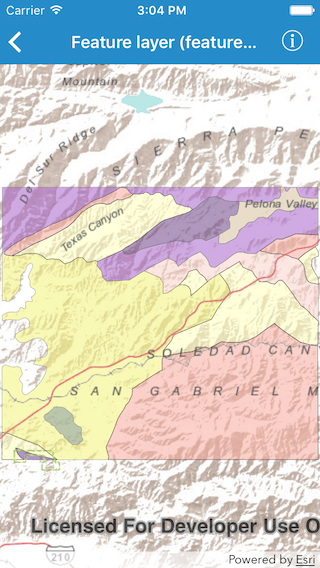 Carrier 3:04 PM
Feature layer (feature...
Mountain
Del Sur Ridge
SIERRA PE
Pelona Valley
Texas Canyon
SOLEDAD CAN
SAN GABRIEL M
Licensed For Developer Use O
210
Powered by Esri